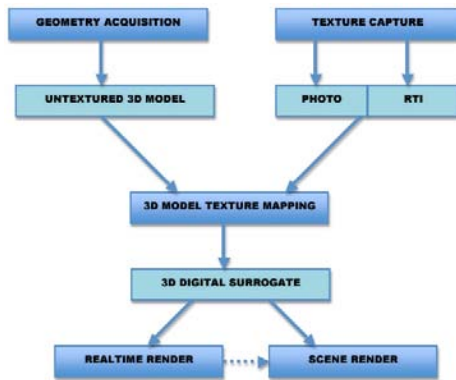 GEOMETRY ACQUISITION
TEXTURE CAPTURE
UNTEXTURED 3D MODEL
PHOTO
RTI
3D MODEL TEXTURE MAPPING
3D DIGITAL SURROGATE
REALTIME RENDER
SCENE RENDER